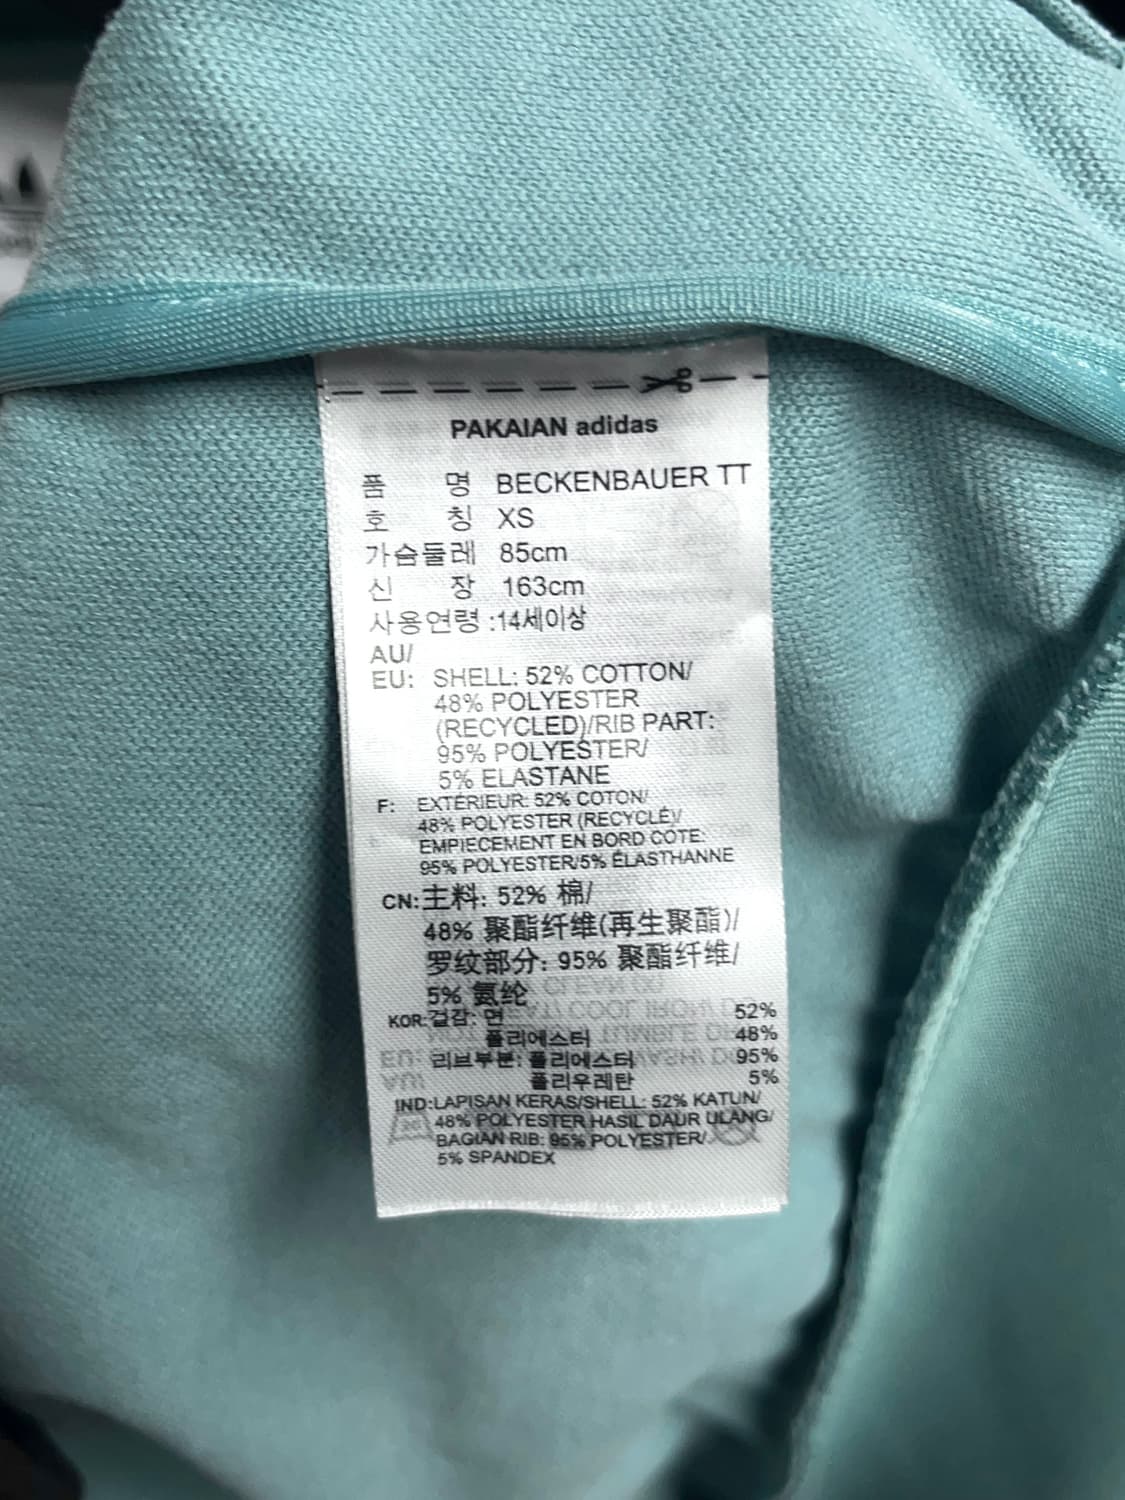 PAKAIAN adidas
품 명 BECKENBAUER TT
호 칭 XS
가슴둘레 85cm
신 장 163cm
사용연령 :14세이상
AU/
EU: SHELL: 52% COTTON/
48% POLYESTER
(RECYCLED)/RIB PART:
95% POLYESTER/
5% ELASTANE
F: EXTÉRIEUR: 52% COTON/
48% POLYESTER (RECYCLÉ)/
EMPIECEMENT EN BORD COTE:
95% POLYESTER/5% ÉLASTHANNE
CN:主料: 52% 棉/
48% 聚酯纤维(再生聚酯)/
罗纹部分: 95% 聚酯纤维/
5% 氨纶
KOR:겉감: 면 52%
폴리에스터 48%
리브부분: 폴리에스터 95%
폴리우레탄 5%
IND:LAPISAN KERAS/SHELL: 52% KATUN/
48% POLYESTER HASIL DAUR ULANG/
BAGIAN RIB: 95% POLYESTER/
5% SPANDEX